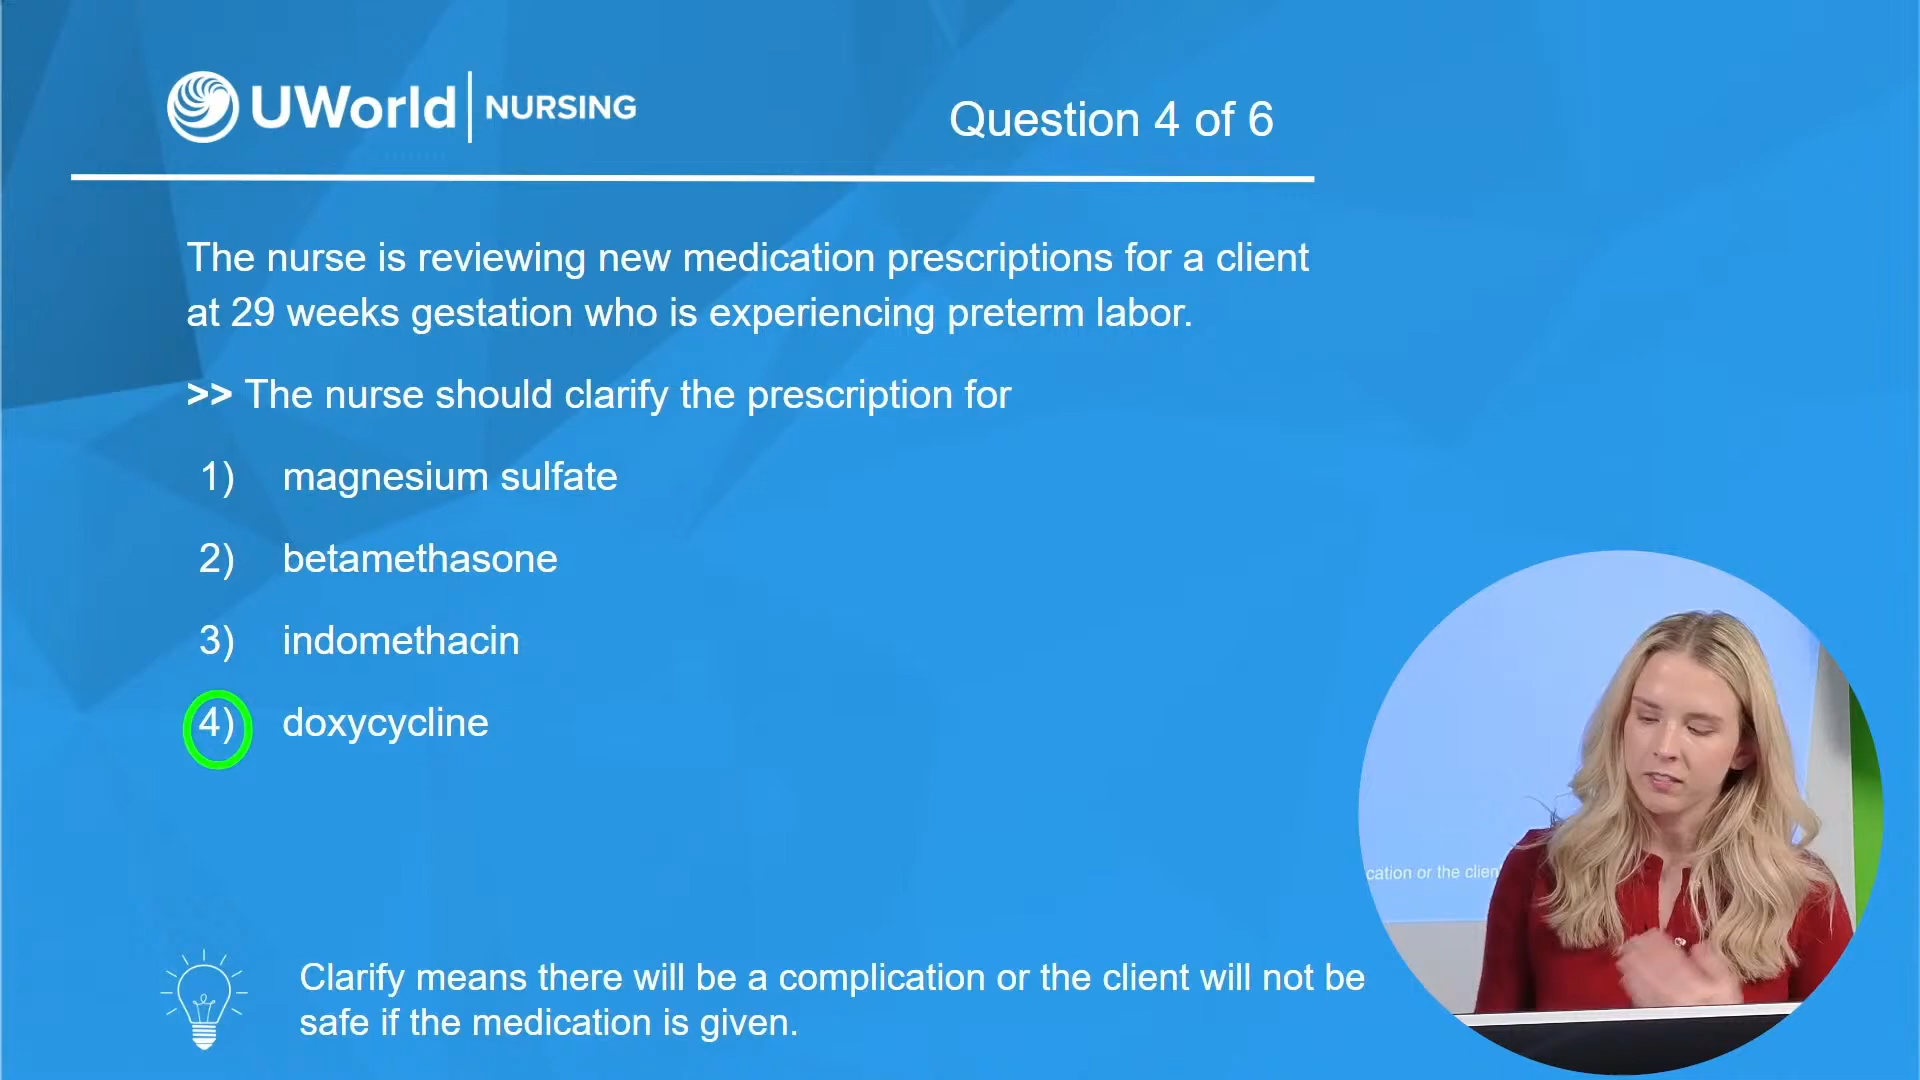 UWorld NURSING
Question 4 of 6
The nurse is reviewing new medication prescriptions for a client
at 29 weeks gestation who is experiencing preterm labor.
>> The nurse should clarify the prescription for
1) magnesium sulfate
2) betamethasone
3) indomethacin
4) doxycycline
cation or the clien
Clarify means there will be a complication or the client will not be
safe if the medication is given.